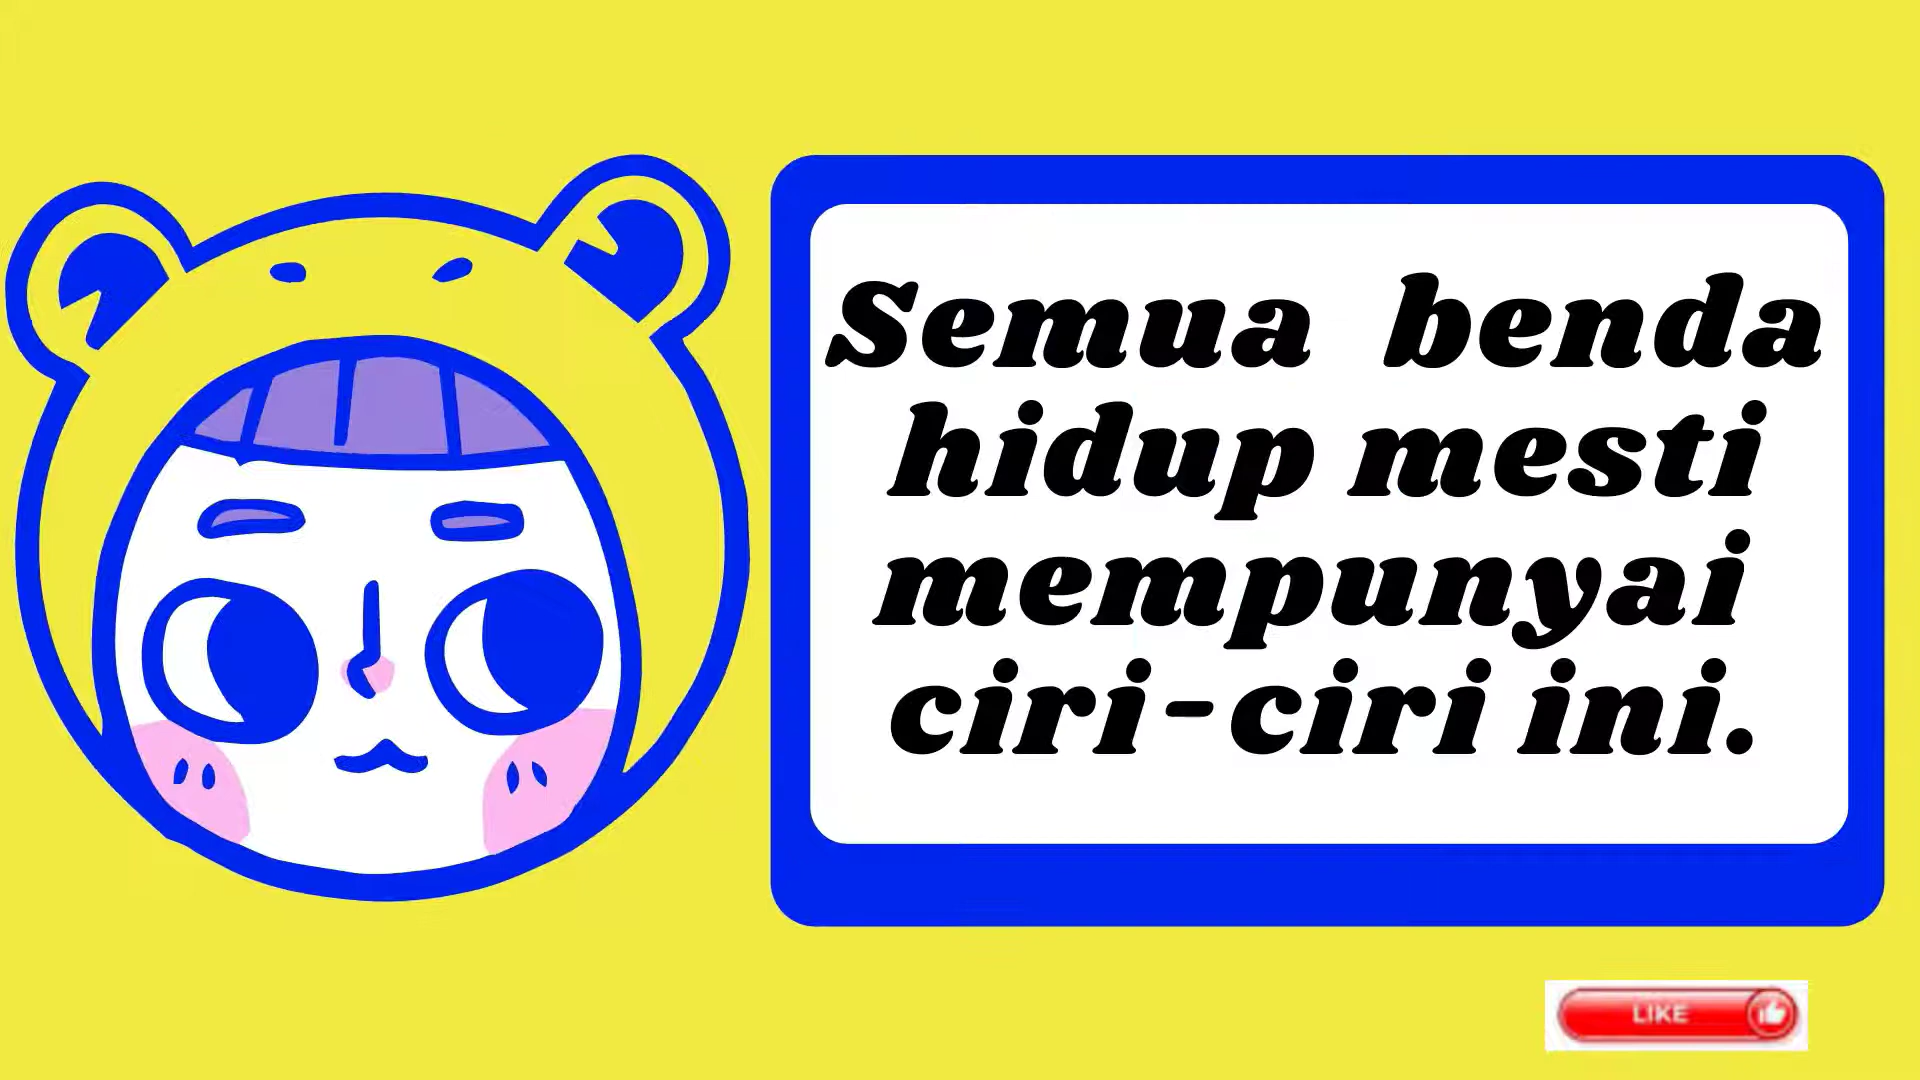 Semua benda
hidup mesti
mempunyai
ciri-ciri ini.
LIKE